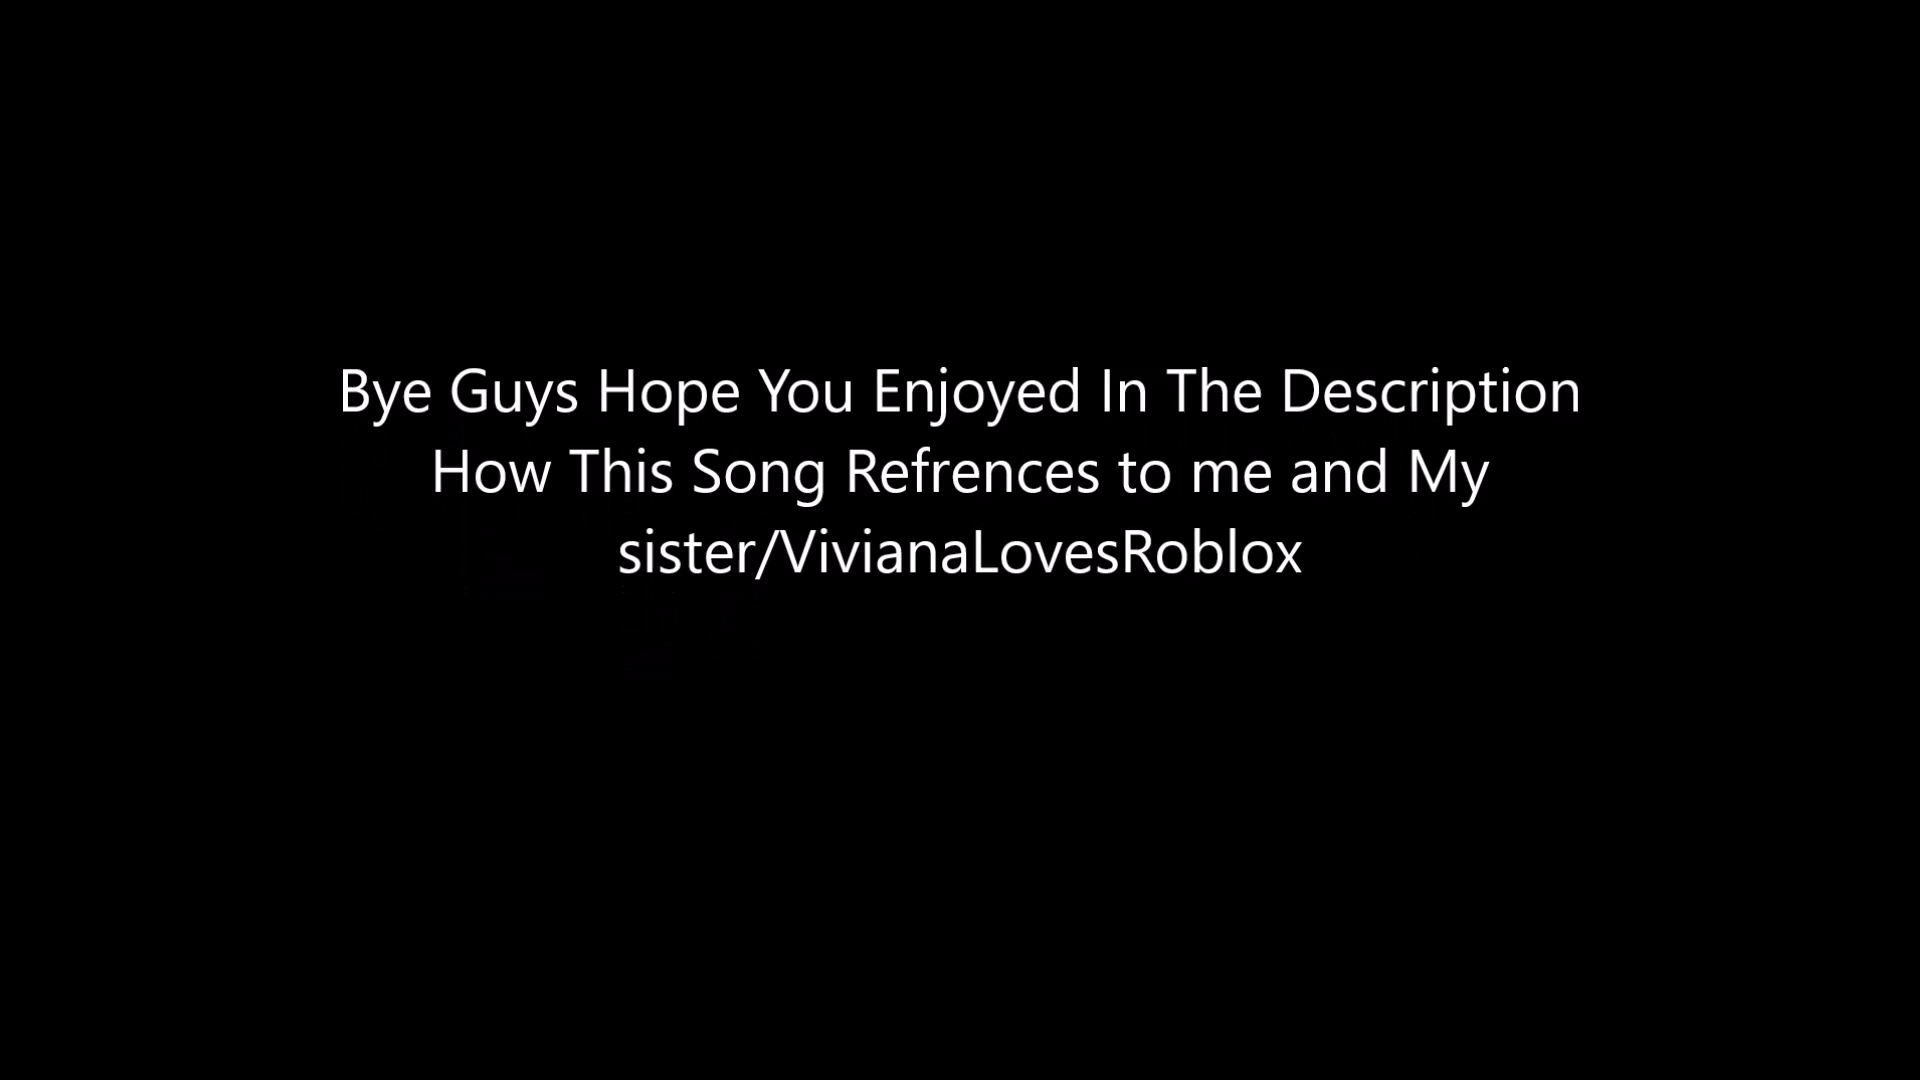 Bye Guys Hope You Enjoyed In The Description
How This Song Refrences to me and My
sister/VivianaLovesRoblox